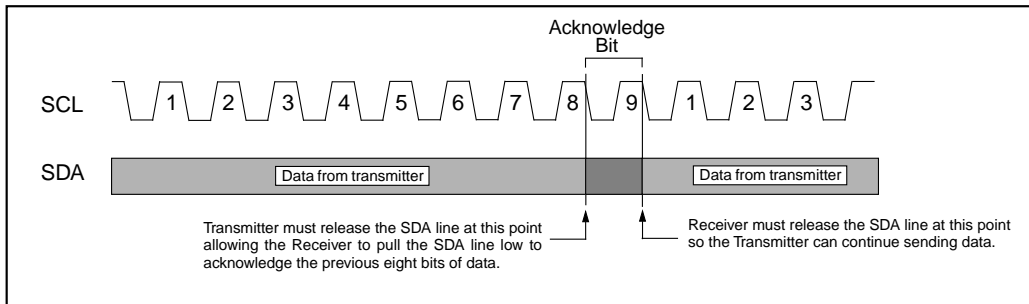 Acknowledge
Bit
SCL
1 2 3 4 5 6 7 8 9 1 2 3
SDA
Data from transmitter
Data from transmitter
Transmitter must release the SDA line at this point
allowing the Receiver to pull the SDA line low to
acknowledge the previous eight bits of data.
Receiver must release the SDA line at this point
so the Transmitter can continue sending data.